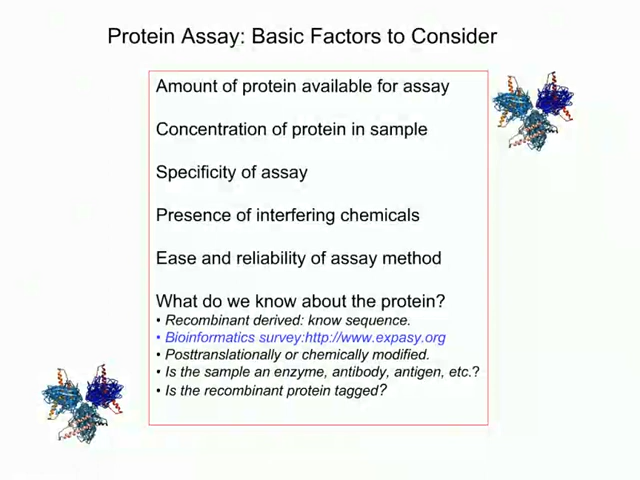 Protein Assay: Basic Factors to Consider
Amount of protein available for assay
Concentration of protein in sample
Specificity of assay
Presence of interfering chemicals
Ease and reliability of assay method
What do we know about the protein?
• Recombinant derived: know sequence.
• Bioinformatics survey:http://www.expasy.org
• Posttranslationally or chemically modified.
• Is the sample an enzyme, antibody, antigen, etc.?
• Is the recombinant protein tagged?